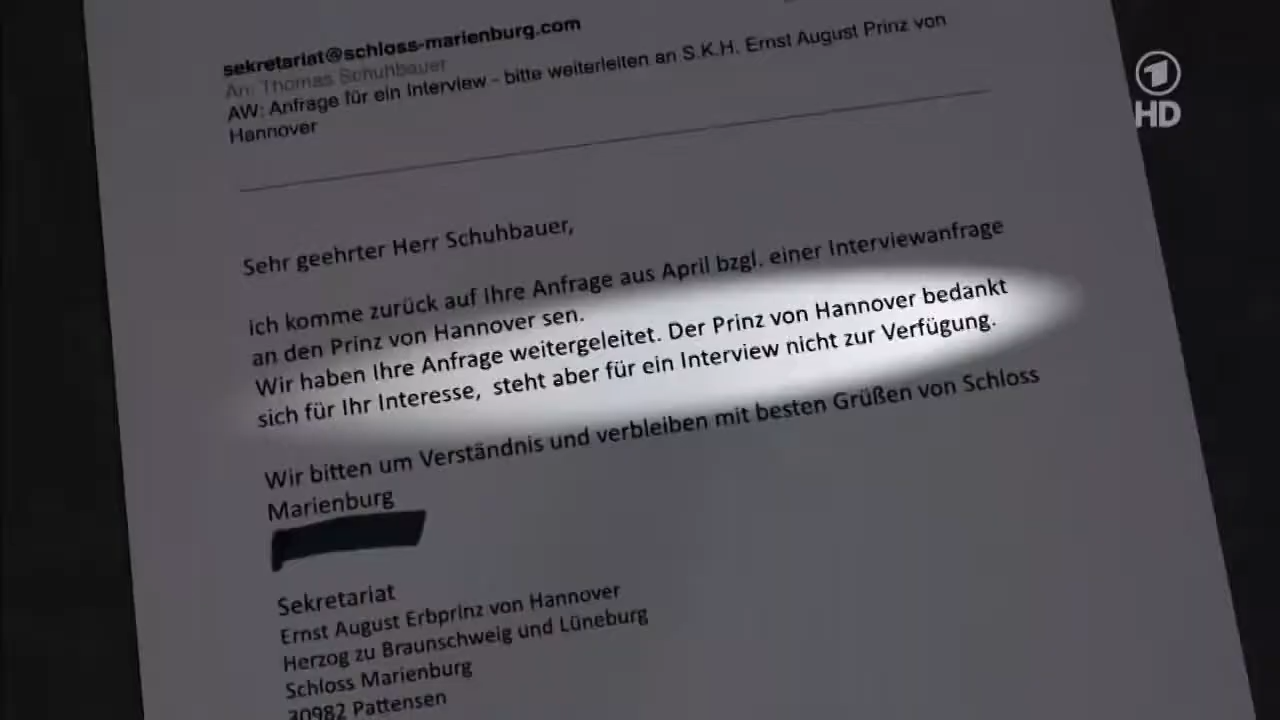 sekretariat@schloss-marienburg.com
An: Thomas Schuhbauer
AW: Anfrage für ein Interview - bitte weiterleiten an S.K.H. Ernst August Prinz von
Hannover
1
HD
Sehr geehrter Herr Schuhbauer,
ich komme zurück auf Ihre Anfrage aus April bzgl. einer Interviewanfrage
an den Prinz von Hannover sen.
Wir haben Ihre Anfrage weitergeleitet. Der Prinz von Hannover bedankt
sich für Ihr Interesse, steht aber für ein Interview nicht zur Verfügung.
Wir bitten um Verständnis und verbleiben mit besten Grüßen von Schloss
Marienburg
Sekretariat
Ernst August Erbprinz von Hannover
Herzog zu Braunschweig und Lüneburg
Schloss Marienburg
30982 Pattensen